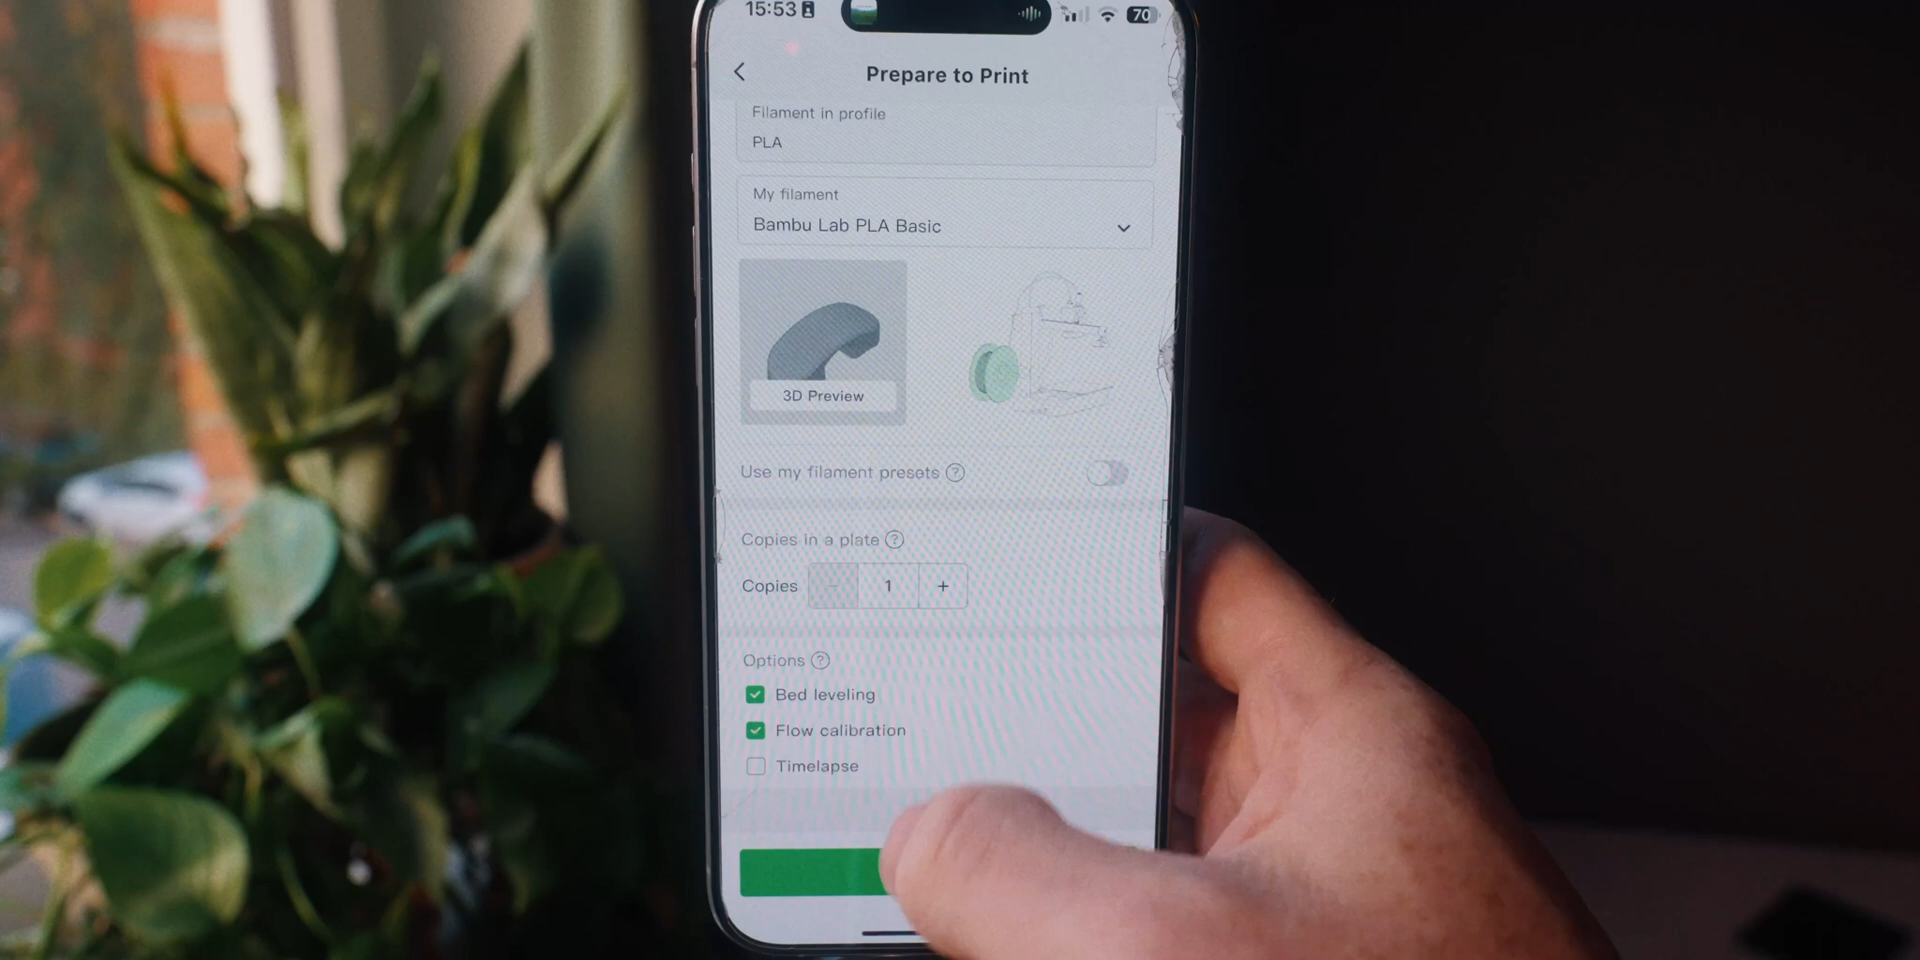 15:53
70
Prepare to Print
Filament in profile
PLA
My filament
Bambu Lab PLA Basic
3D Preview
Use my filament presets ?
Copies in a plate ?
Copies − 1 +
Options ?
Bed leveling
Flow calibration
Timelapse